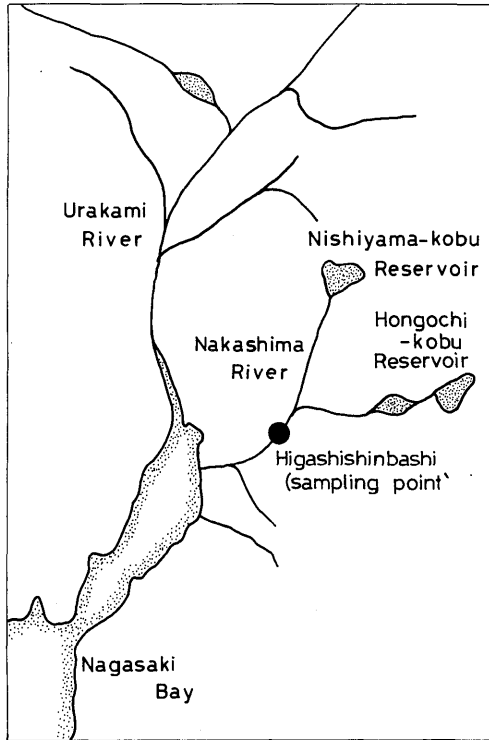 Urakami
River
Nishiyama-kobu
Reservoir
Hongochi
-kobu
Reservoir
Nakashima
River
Higashishinbashi
(sampling point`
Nagasaki
Bay